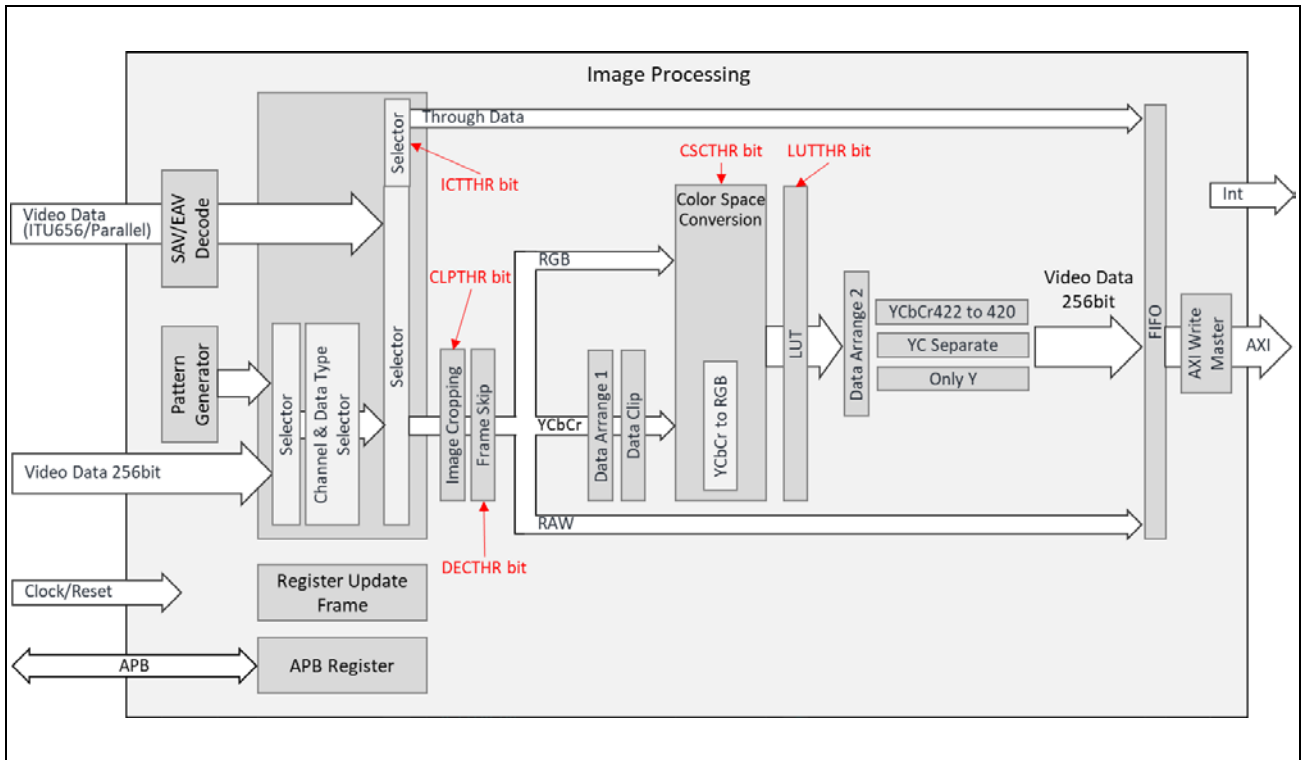 Image Processing
Through Data
Selector
ICTTHR bit
CSCTHR bit
LUTTHR bit
Int
SAV/EAV
Decode
Video Data
(ITU656/Parallel)
Color Space
Conversion
RGB
CLPTHR bit
Video Data
256bit
Pattern
Generator
Selector
Channel & Data Type
Selector
Selector
Image Cropping
Frame Skip
YCbCr
Data Arrange 1
Data Clip
YCbCr to RGB
LUT
Data Arrange 2
YCbCr422 to 420
YC Separate
Only Y
FIFO
AXI Write
Master
AXI
Video Data 256bit
RAW
DECTHR bit
Clock/Reset
Register Update
Frame
APB
APB Register